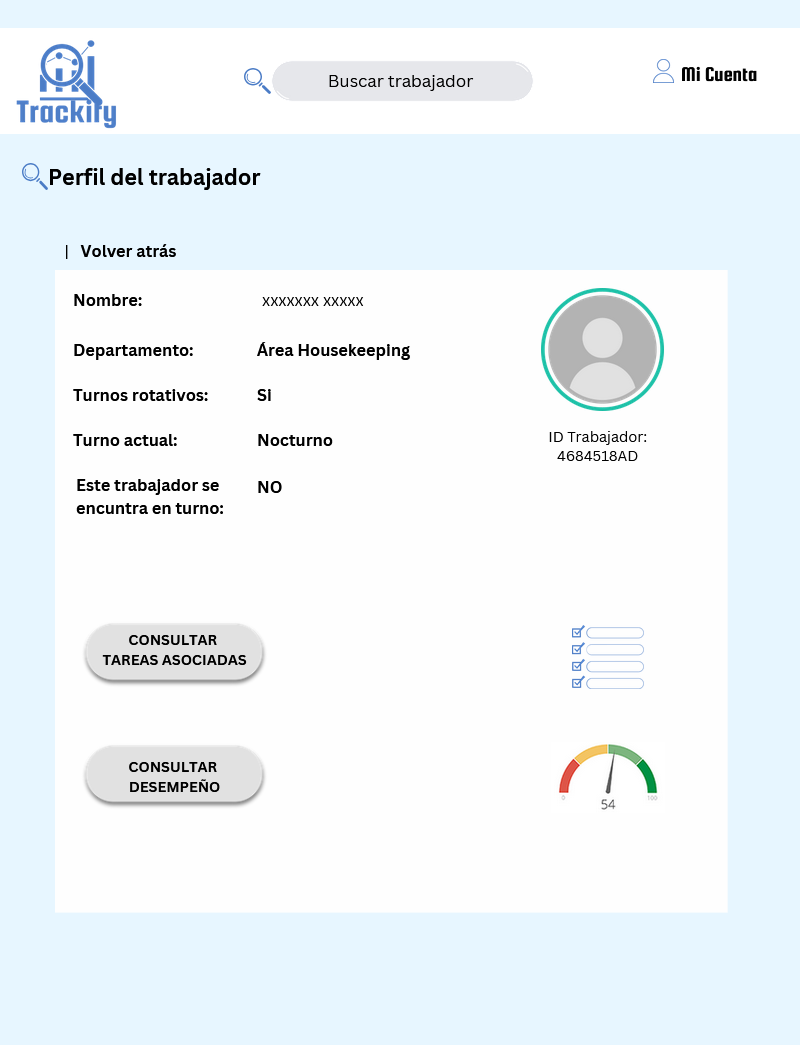 Trackify
Buscar trabajador
Mi Cuenta
Perfil del trabajador
| Volver atrás
Nombre: xxxxxxx xxxxx
Departamento: Área Housekeeping
Turnos rotativos: Si
Turno actual: Nocturno
ID Trabajador:
4684518AD
Este trabajador se
encuntra en turno: NO
CONSULTAR
TAREAS ASOCIADAS
CONSULTAR
DESEMPEÑO
0 100
54